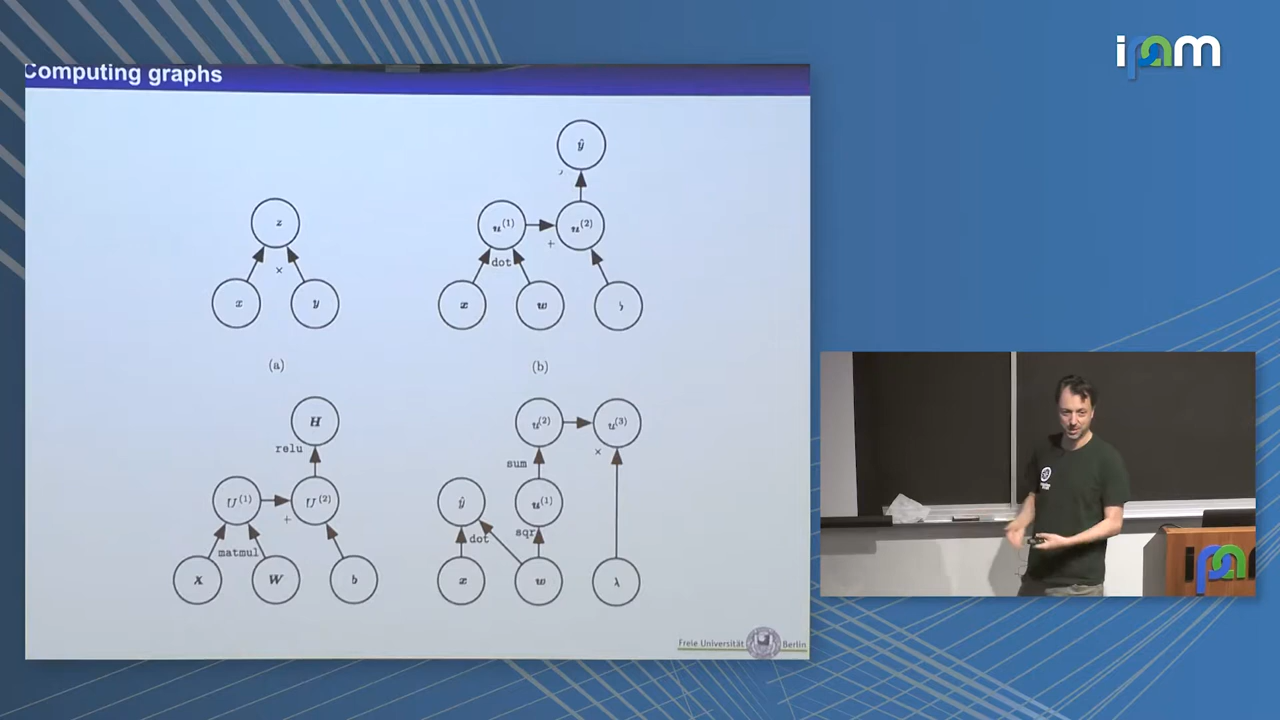 ipam
Computing graphs
ŷ
z
u(1)
u(2)
+
×
dot
x
y
x
w
(a)
(b)
H
u(2)
u(3)
relu
×
sum
U(1)
U(2)
ŷ
u(1)
+
matmul
dot
sqr
X
W
b
x
w
λ
Freie Universität Berlin